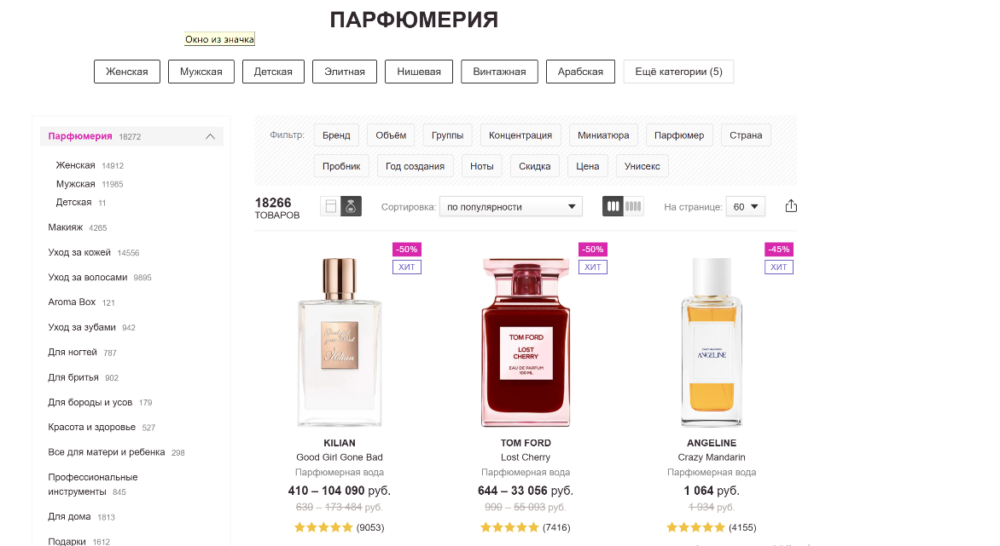 ПАРФЮМЕРИЯ
Окно из значка
Женская
Мужская
Детская
Элитная
Нишевая
Винтажная
Арабская
Ещё категории (5)
Парфюмерия 18272
Женская 14912
Мужская 11985
Детская 11
Макияж 4265
Уход за кожей 14556
Уход за волосами 9895
Aroma Box 121
Уход за зубами 942
Для ногтей 787
Для бритья 902
Для бороды и усов 179
Красота и здоровье 527
Все для матери и ребенка 298
Профессиональные
инструменты 845
Для дома 1813
Подарки 1612
Фильтр: Бренд Объём Группы Концентрация Миниатюра Парфюмер Страна
Пробник Год создания Ноты Скидка Цена Унисекс
18266
ТОВАРОВ
Сортировка: по популярности
На странице: 60
-50%
ХИТ
Good girl
gone Bad
Kilian
KILIAN
Good Girl Gone Bad
Парфюмерная вода
410 – 104 090 руб.
630 – 173 484 руб.
(9053)
-50%
ХИТ
TOM FORD
LOST
CHERRY
EAU DE PARFUM
100 ML
TOM FORD
Lost Cherry
Парфюмерная вода
644 – 33 056 руб.
990 – 55 093 руб.
(7416)
-45%
ХИТ
CRAZY MANDARIN
ANGELINE
ANGELINE
Crazy Mandarin
Парфюмерная вода
1 064 руб.
1 934 руб.
(4155)